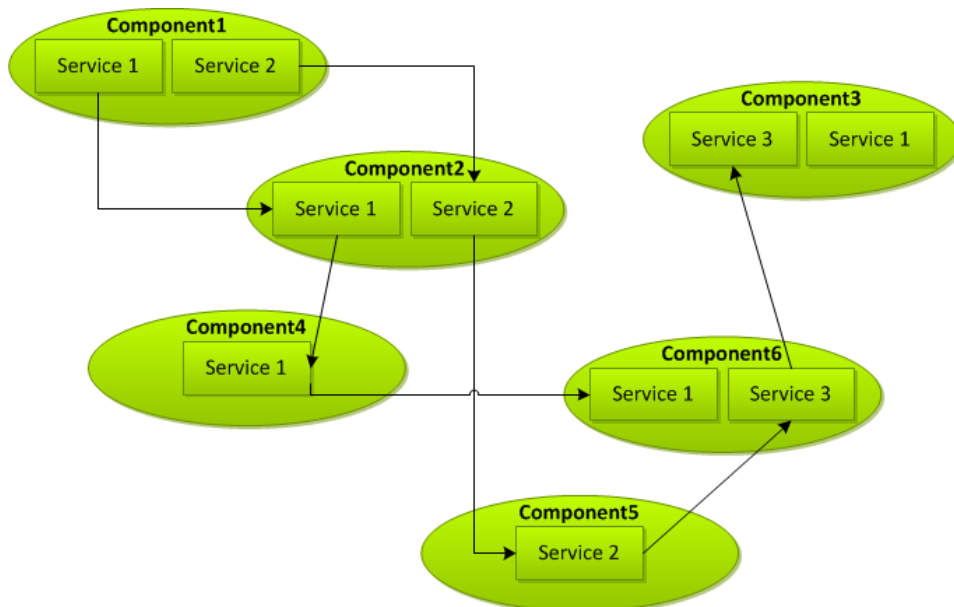 Component1
Service 1
Service 2
Component3
Service 3
Service 1
Component2
Service 1
Service 2
Component4
Service 1
Component6
Service 1
Service 3
Component5
Service 2